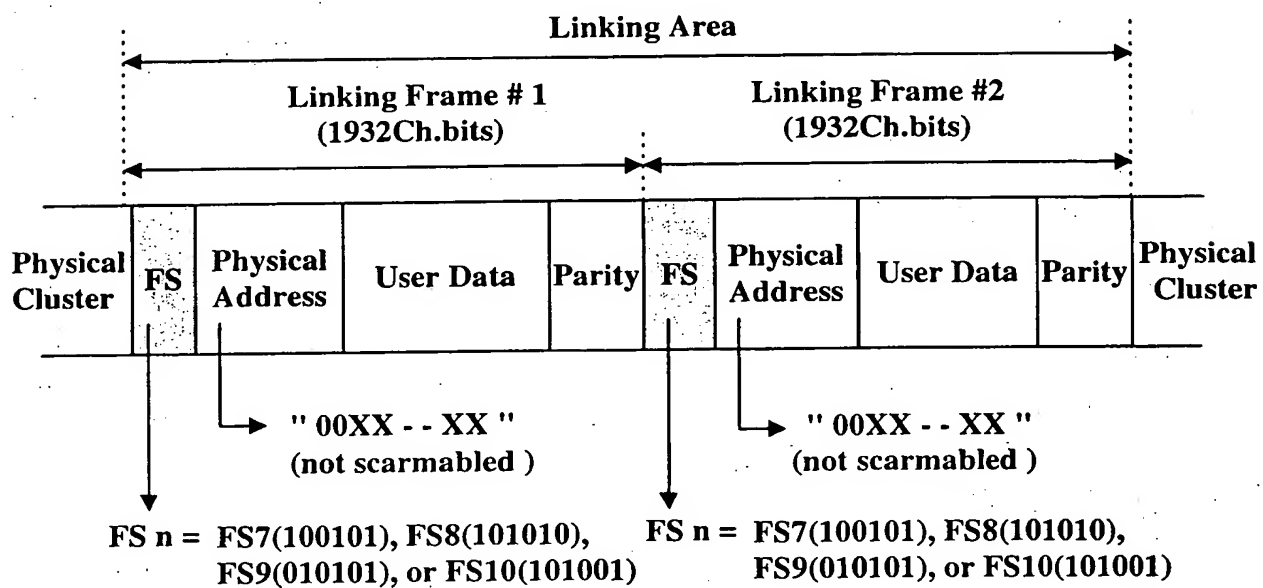 Linking Area
Linking Frame # 1
(1932Ch.bits)
Linking Frame #2
(1932Ch.bits)
Physical
Cluster
FS
Physical
Address
User Data
Parity
FS
Physical
Address
User Data
Parity
Physical
Cluster
" 00XX - - XX "
(not scarmabled )
" 00XX - - XX "
(not scarmabled )
FS n = FS7(100101), FS8(101010),
FS9(010101), or FS10(101001)
FS n = FS7(100101), FS8(101010),
FS9(010101), or FS10(101001)